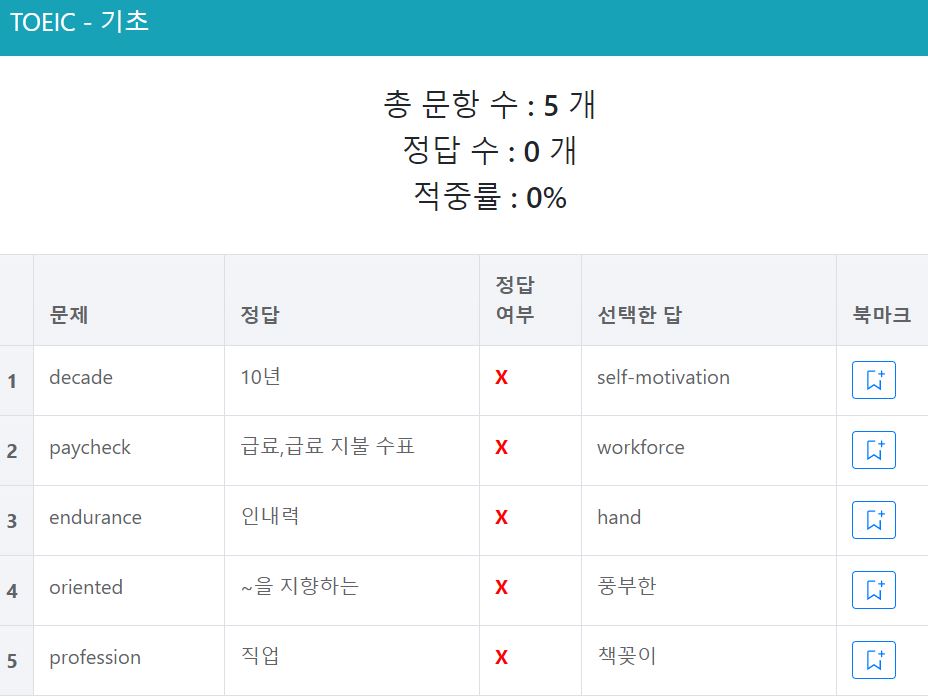 TOEIC - 기초
총 문항 수 : 5 개
정답 수 : 0 개
적중률 : 0%
문제 정답 정답 여부 선택한 답 북마크
1 decade 10년 X self-motivation
2 paycheck 급료,급료 지불 수표 X workforce
3 endurance 인내력 X hand
4 oriented ~을 지향하는 X 풍부한
5 profession 직업 X 책꽂이